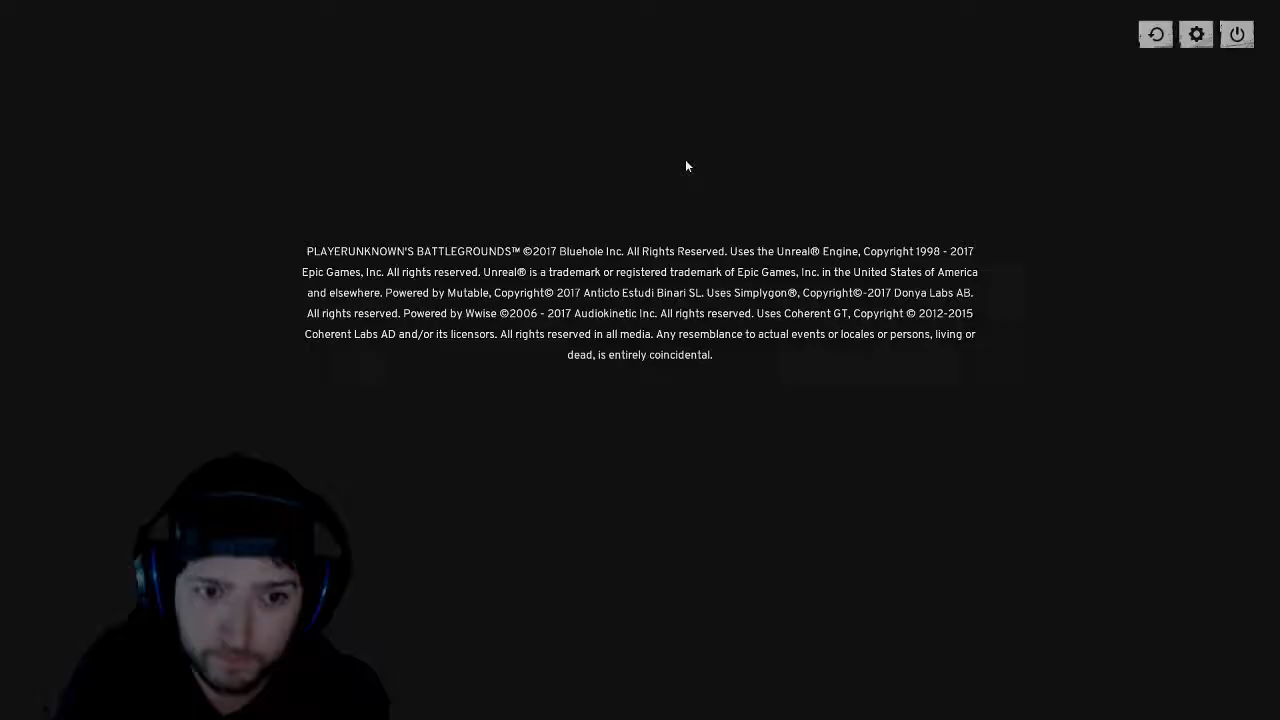 PLAYERUNKNOWN'S BATTLEGROUNDS™ ©2017 Bluehole Inc. All Rights Reserved. Uses the Unreal® Engine, Copyright 1998 - 2017
Epic Games, Inc. All rights reserved. Unreal® is a trademark or registered trademark of Epic Games, Inc. in the United States of America
and elsewhere. Powered by Mutable, Copyright© 2017 Anticto Estudi Binari SL. Uses Simplygon®, Copyright©-2017 Donya Labs AB.
All rights reserved. Powered by Wwise ©2006 - 2017 Audiokinetic Inc. All rights reserved. Uses Coherent GT, Copyright © 2012-2015
Coherent Labs AD and/or its licensors. All rights reserved in all media. Any resemblance to actual events or locales or persons, living or
dead, is entirely coincidental.